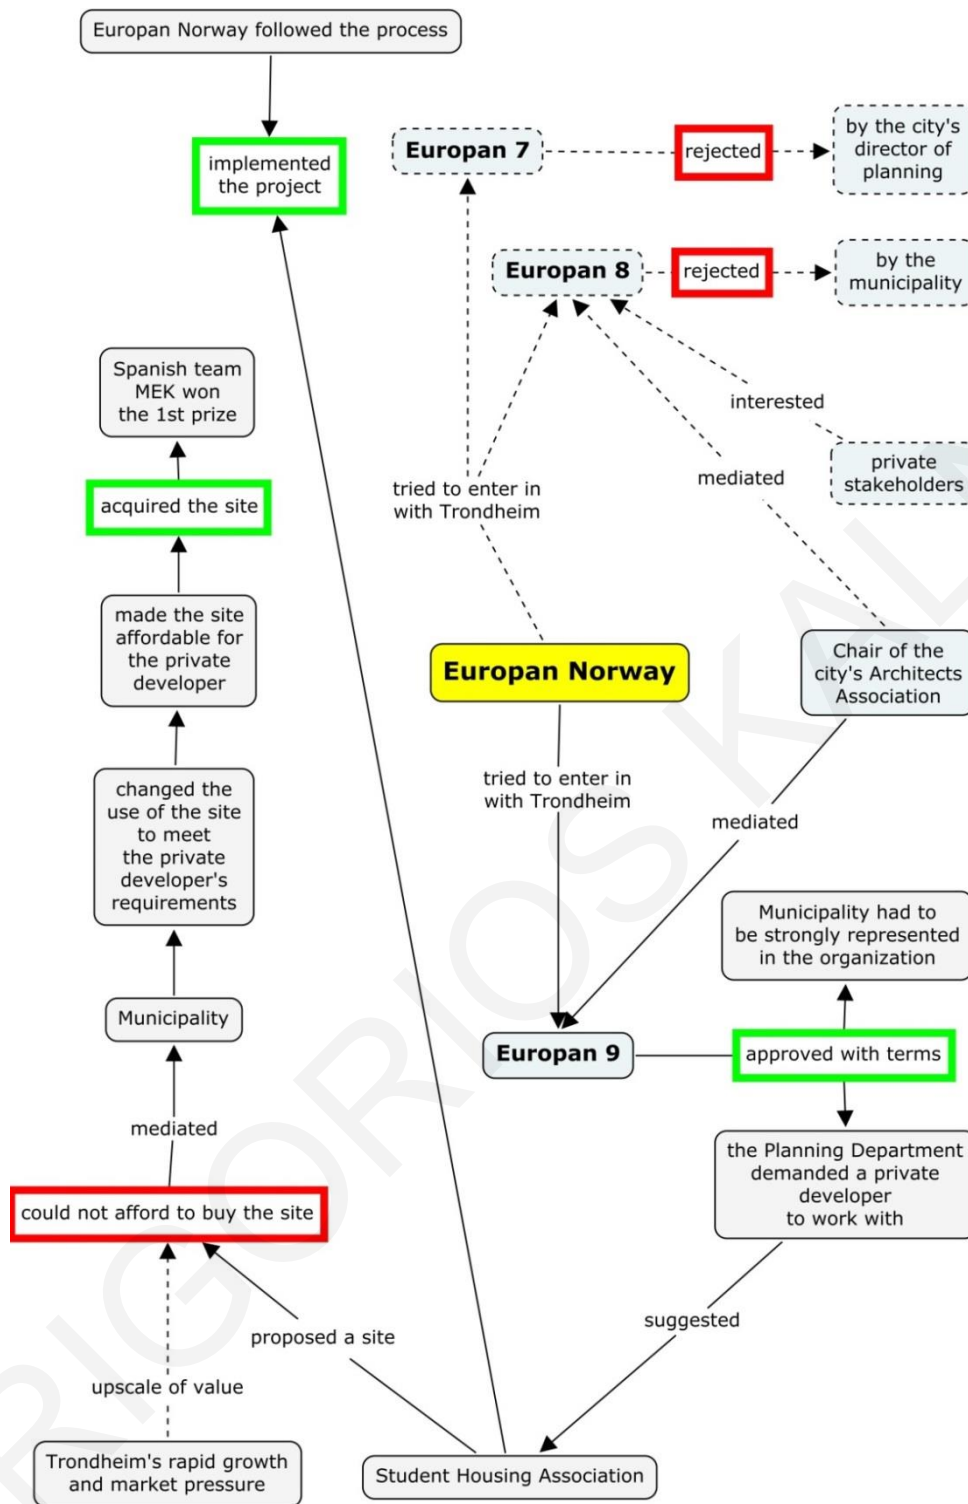 Europan Norway followed the process
implemented
the project
Europan 7
rejected
by the city's
director of
planning
Europan 8
rejected
by the
municipality
Spanish team
MEK won
the 1st prize
interested
private
stakeholders
mediated
tried to enter in
with Trondheim
acquired the site
made the site
affordable for
the private
developer
Europan Norway
Chair of the
city's Architects
Association
changed the
use of the site
to meet
the private
developer's
requirements
tried to enter in
with Trondheim
mediated
Municipality had to
be strongly represented
in the organization
Municipality
Europan 9
approved with terms
mediated
the Planning Department
demanded a private
developer
to work with
could not afford to buy the site
proposed a site
suggested
upscale of value
Trondheim's rapid growth
and market pressure
Student Housing Association
RIGORIOS KAL